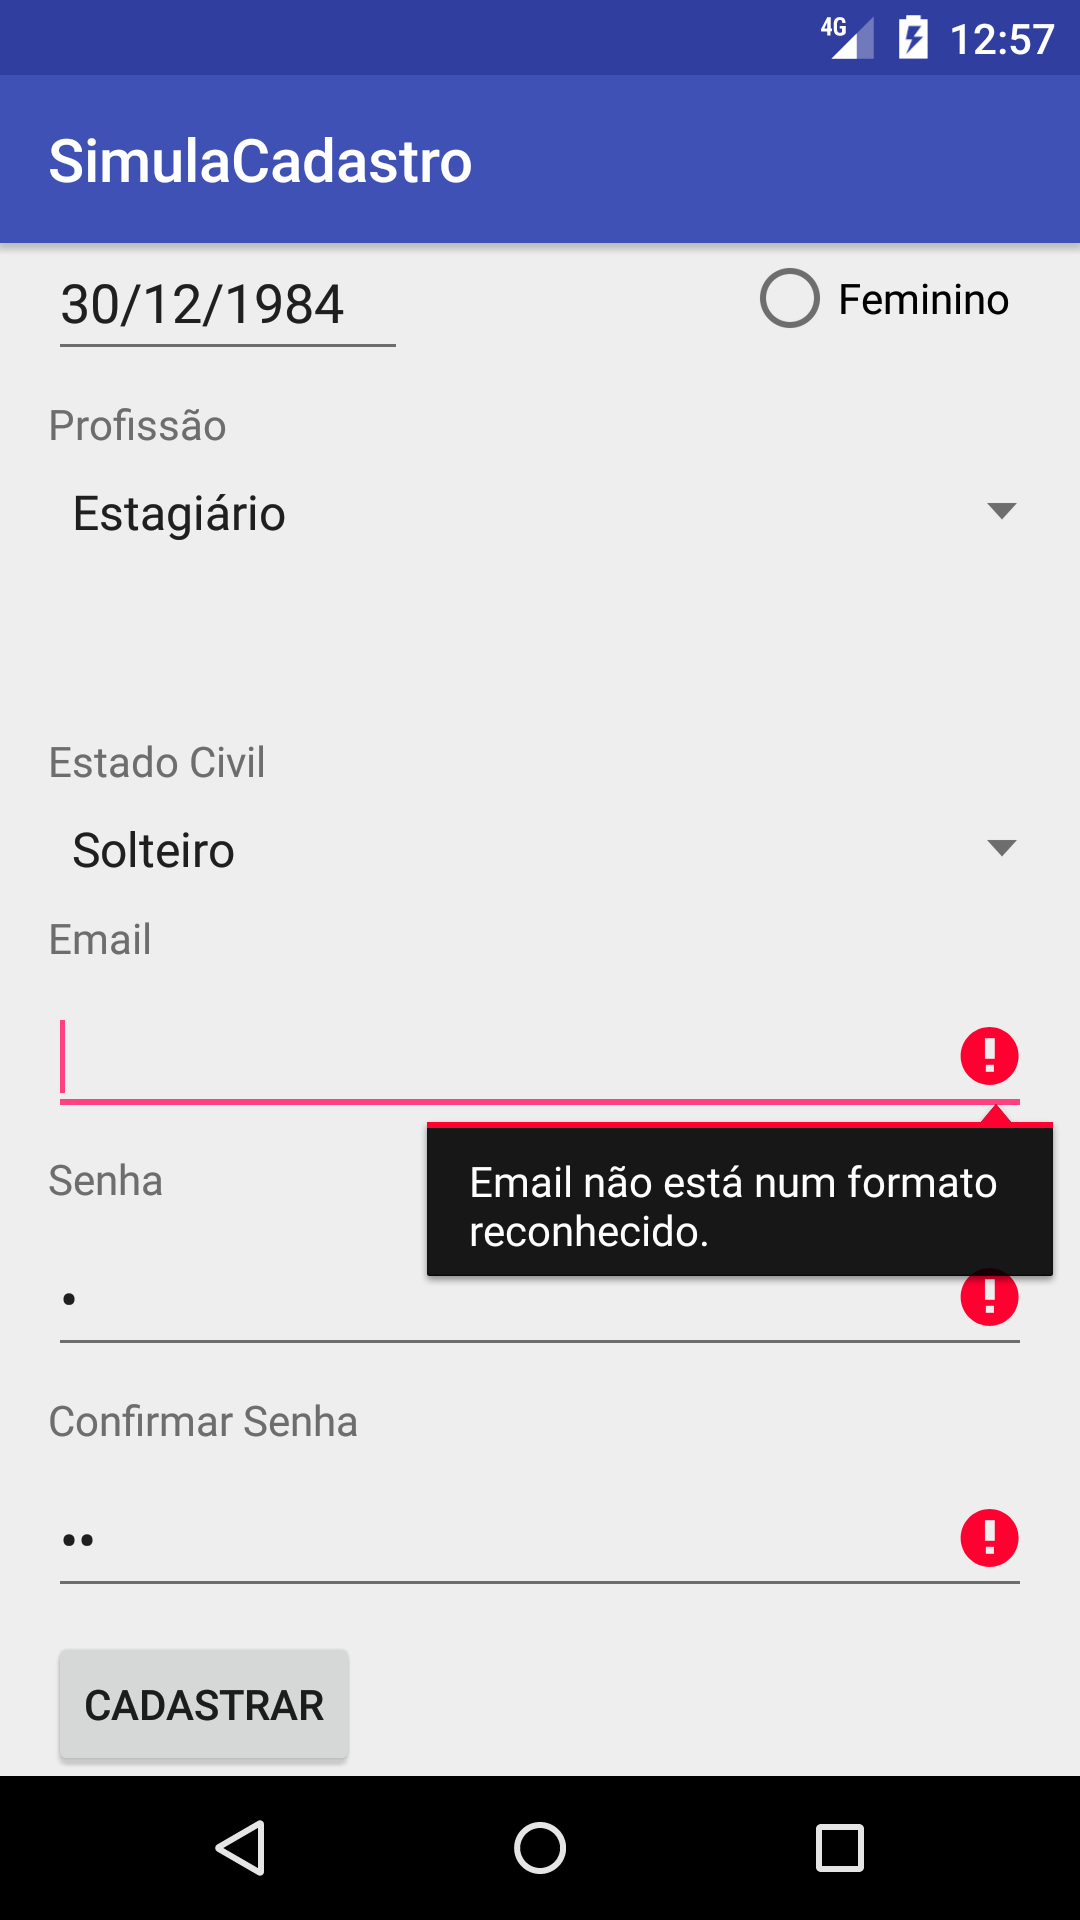 4G 12:57
SimulaCadastro
30/12/1984
Feminino
Profissão
Estagiário
Estado Civil
Solteiro
Email
Email não está num formato
reconhecido.
Senha
Confirmar Senha
CADASTRAR